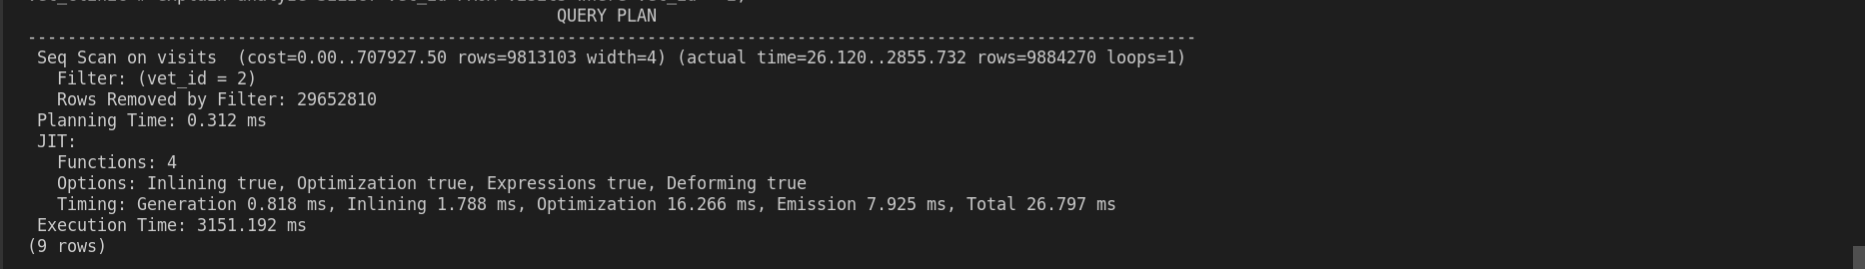 QUERY PLAN
---------------------------------------------------------------------------------------------------------------------
Seq Scan on visits  (cost=0.00..707927.50 rows=9813103 width=4) (actual time=26.120..2855.732 rows=9884270 loops=1)
  Filter: (vet_id = 2)
  Rows Removed by Filter: 29652810
Planning Time: 0.312 ms
JIT:
  Functions: 4
  Options: Inlining true, Optimization true, Expressions true, Deforming true
  Timing: Generation 0.818 ms, Inlining 1.788 ms, Optimization 16.266 ms, Emission 7.925 ms, Total 26.797 ms
Execution Time: 3151.192 ms
(9 rows)